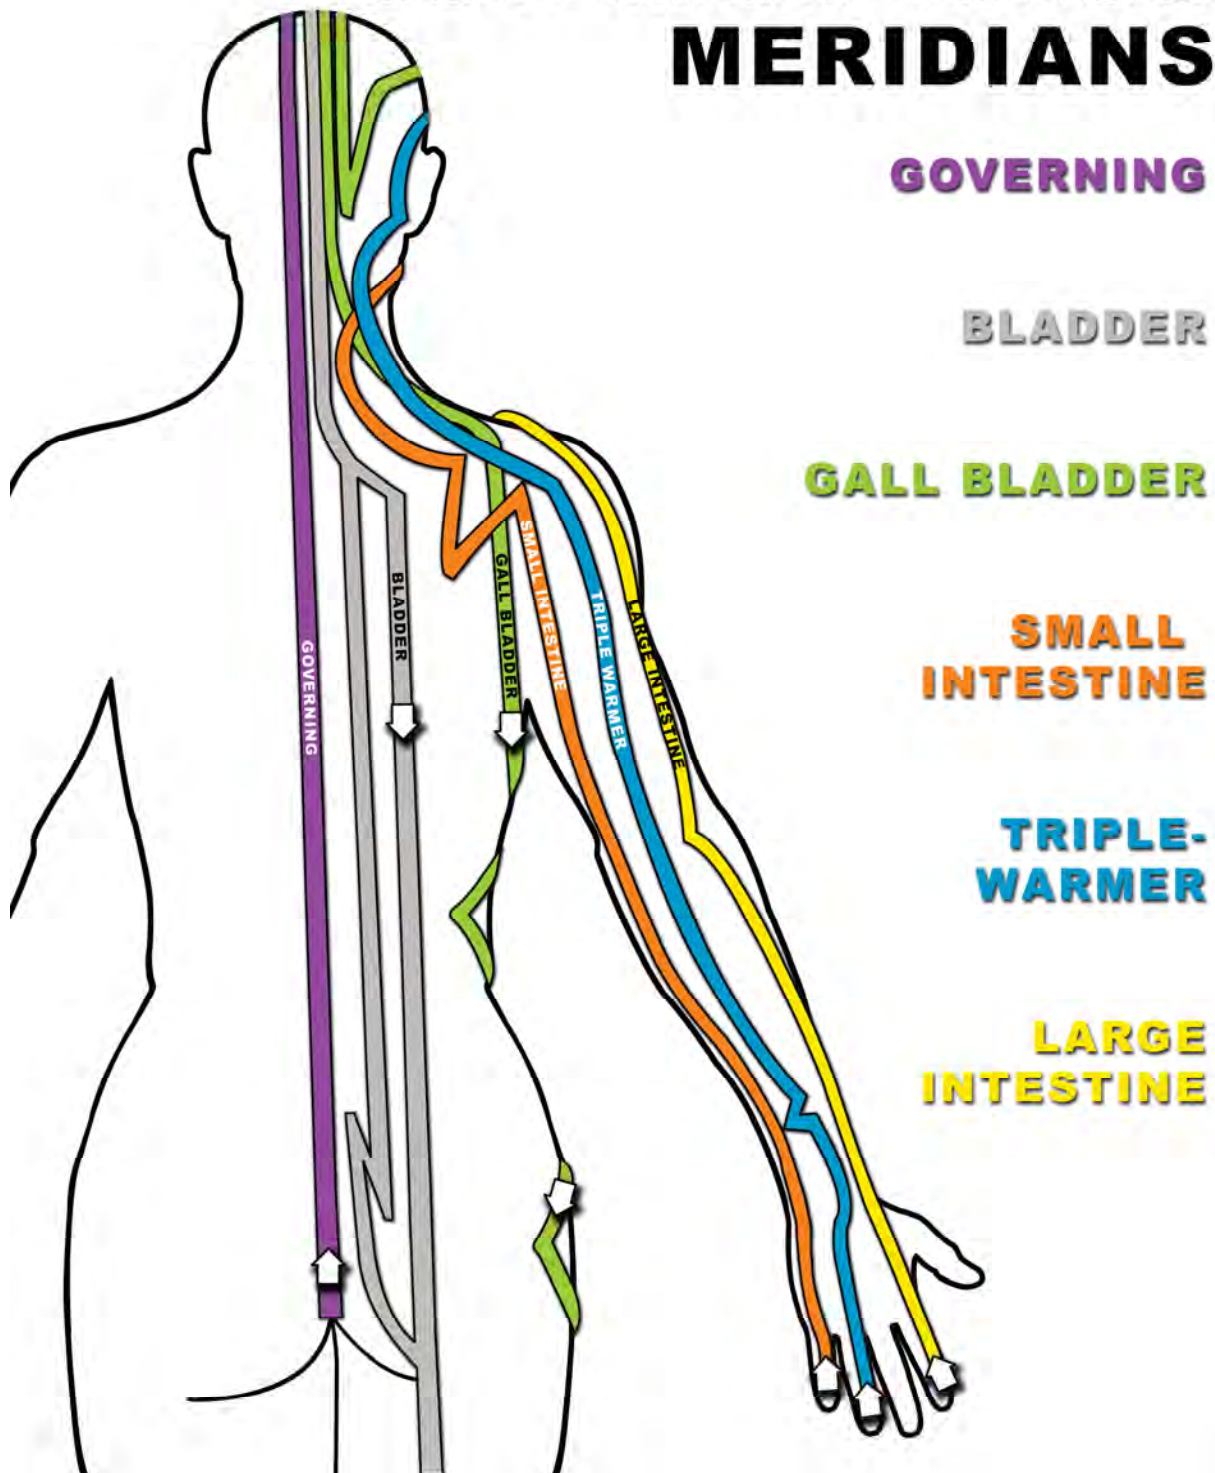 MERIDIANS
GOVERNING
BLADDER
GALL BLADDER
SMALL
INTESTINE
TRIPLE-
WARMER
LARGE
INTESTINE
GOVERNING
BLADDER
GALL BLADDER
SMALL INTESTINE
TRIPLE WARMER
LARGE INTESTINE